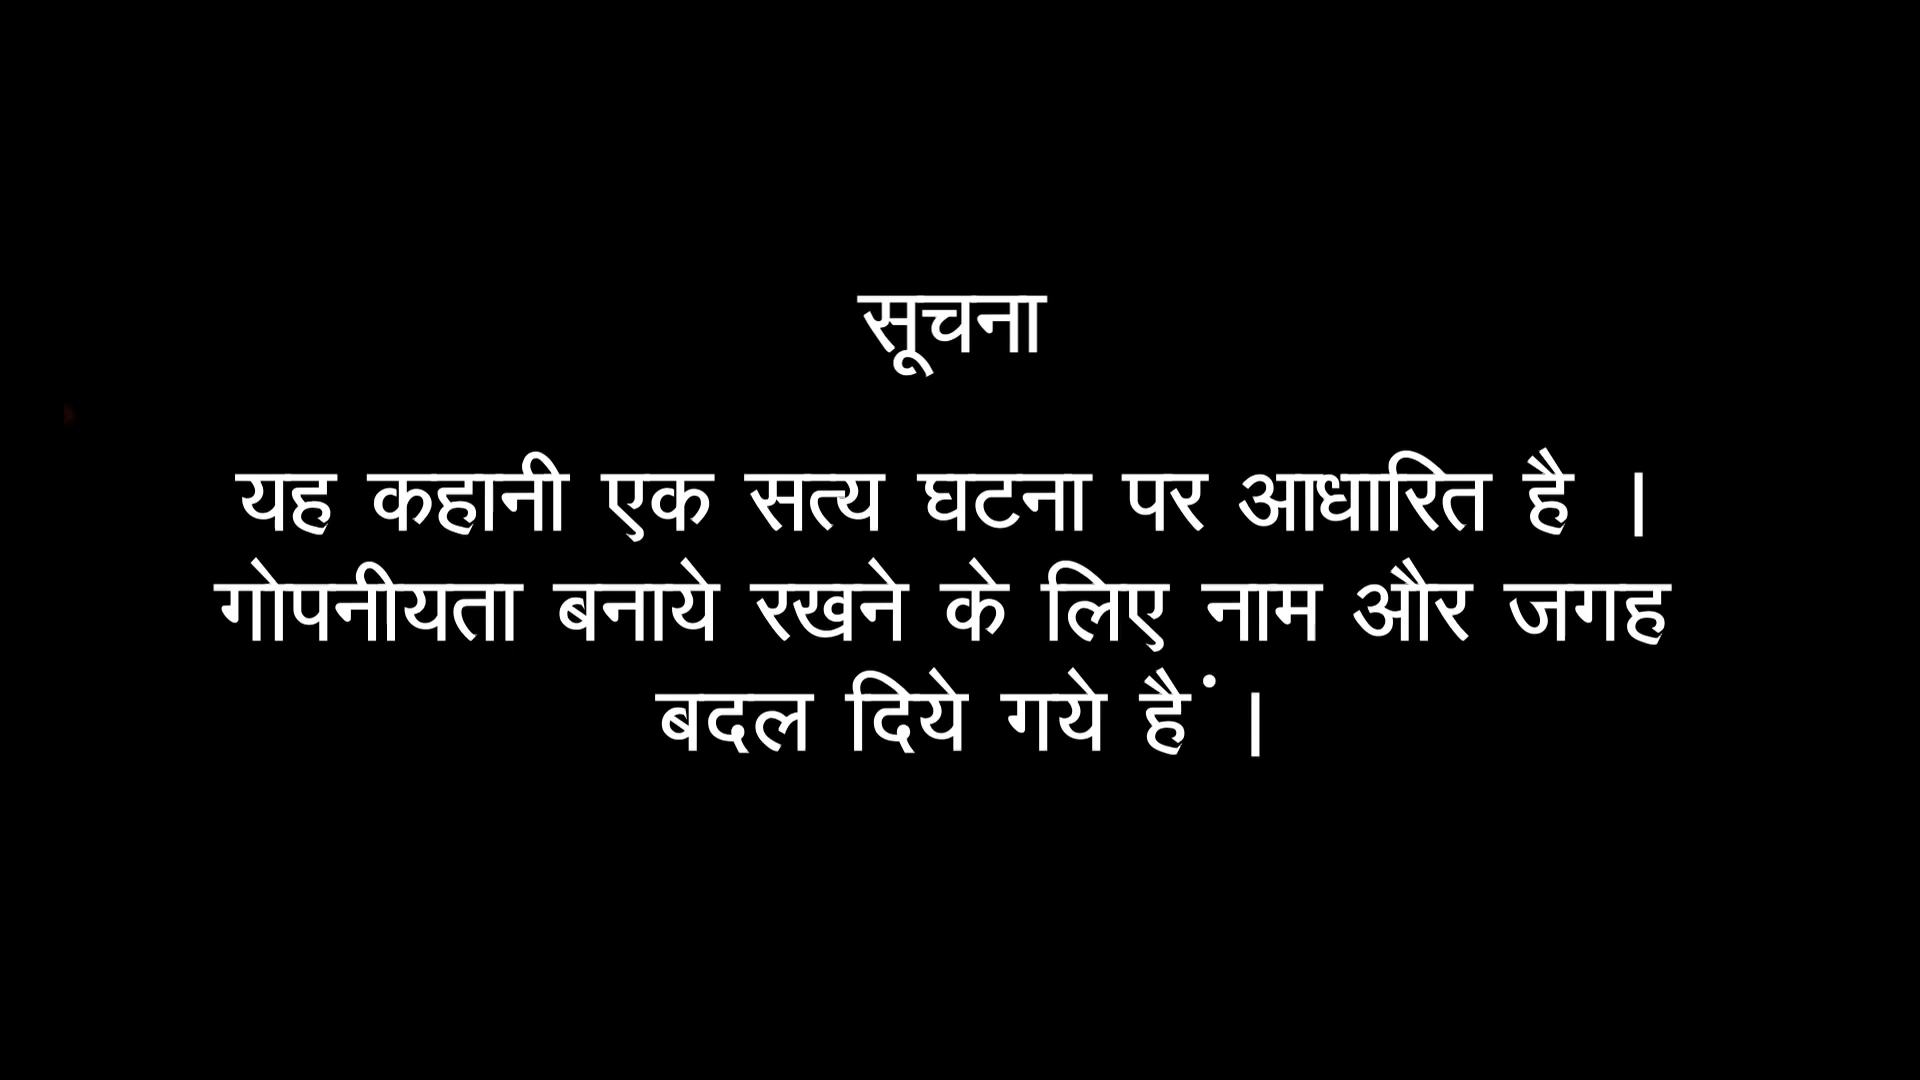 सूचना
यह कहानी एक सत्य घटना पर आधारित है ।
गोपनीयता बनाये रखने के लिए नाम और जगह
बदल दिये गये हैं ।